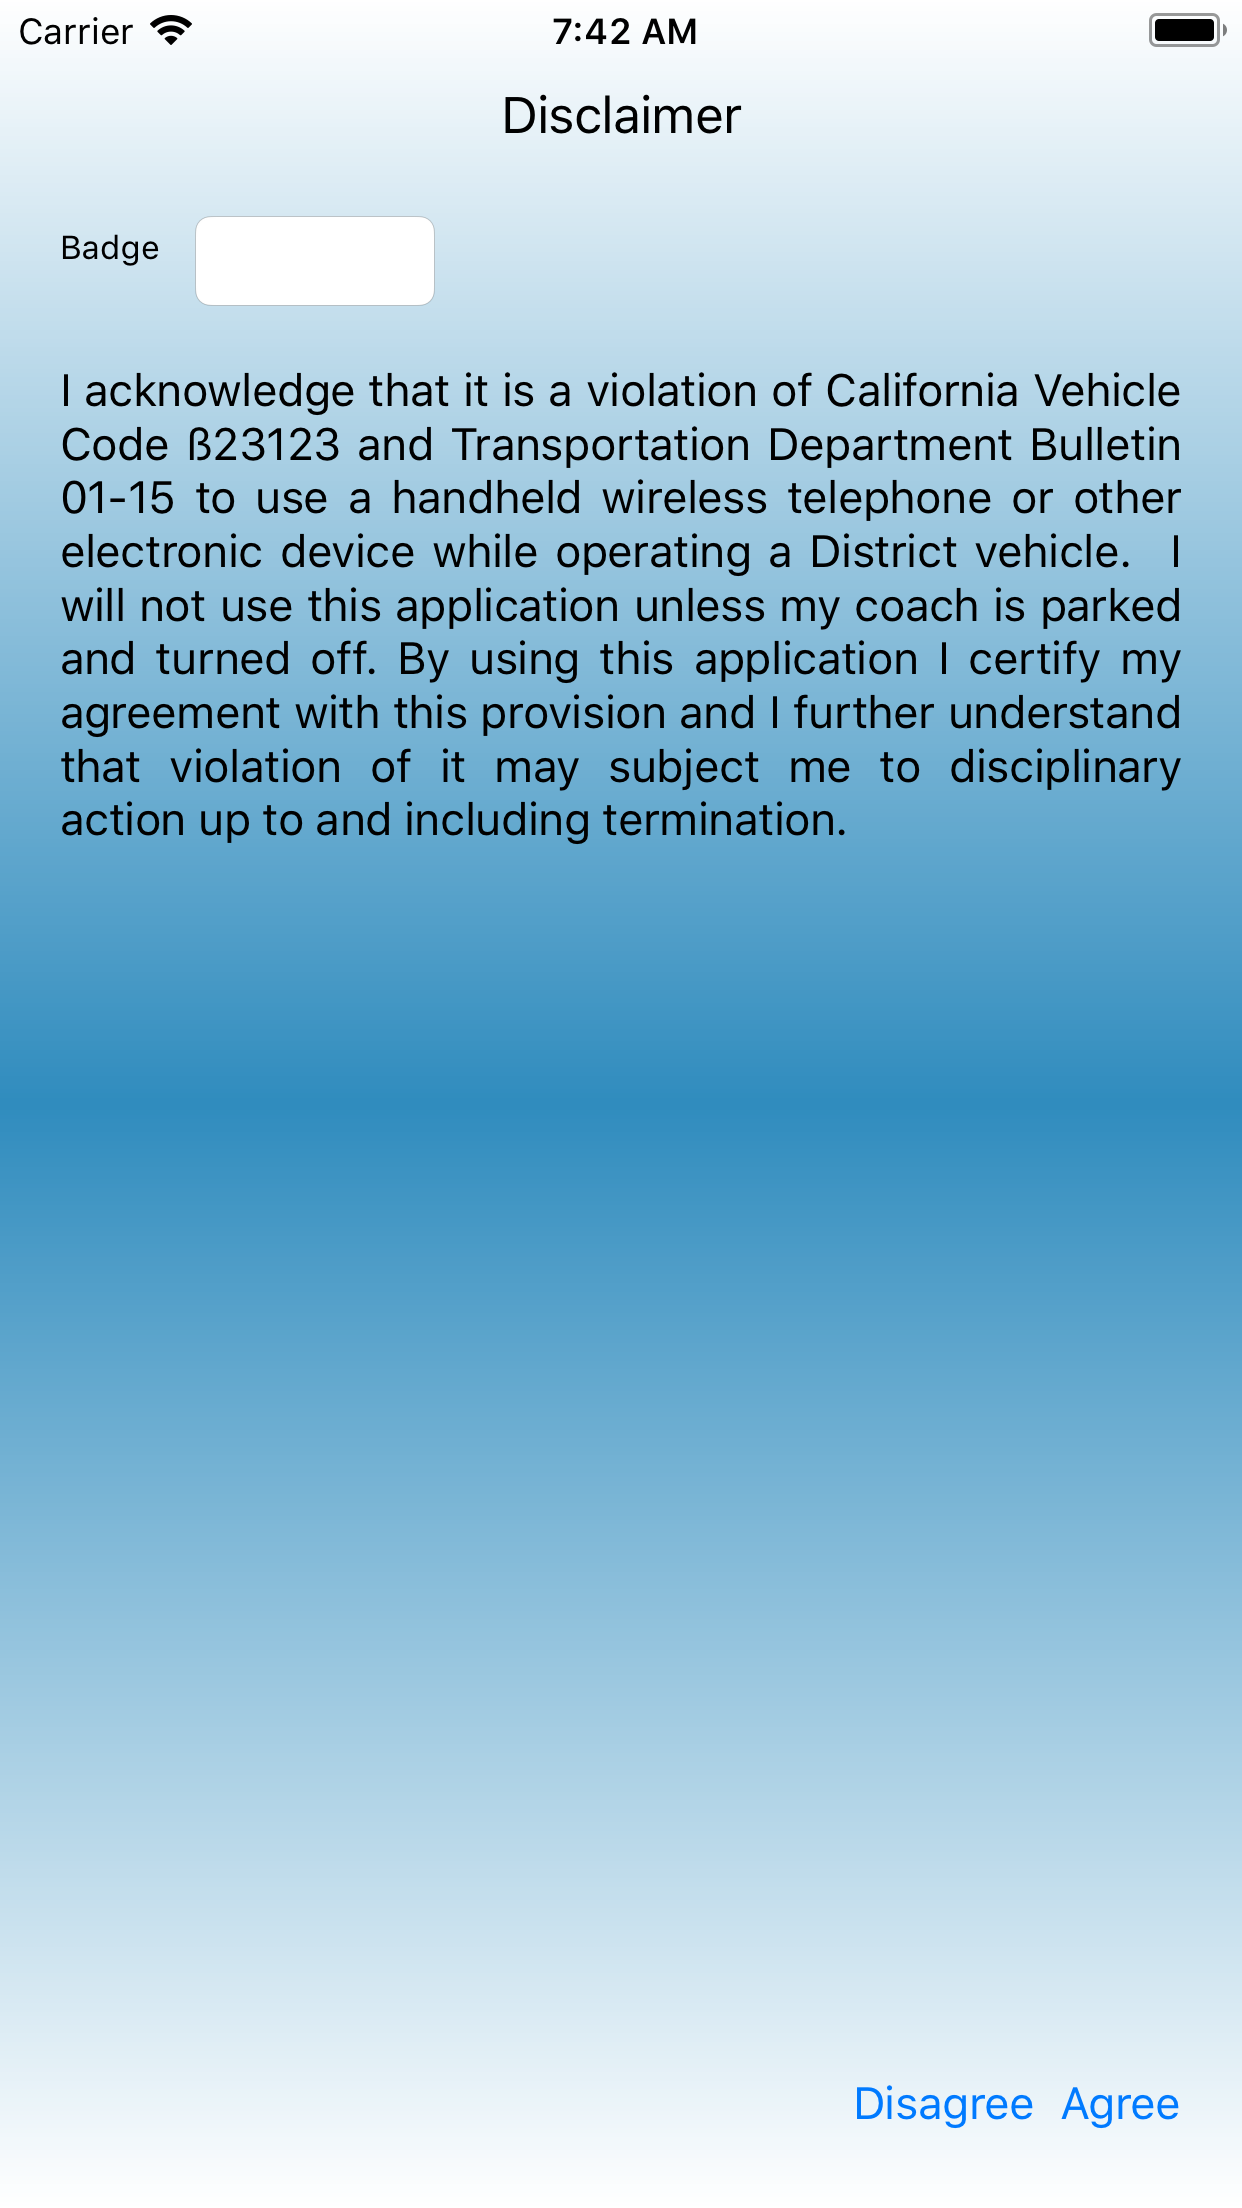 Carrier 7:42 AM
Disclaimer
Badge
I acknowledge that it is a violation of California Vehicle
Code ß23123 and Transportation Department Bulletin
01-15 to use a handheld wireless telephone or other
electronic device while operating a District vehicle.  I
will not use this application unless my coach is parked
and turned off. By using this application I certify my
agreement with this provision and I further understand
that violation of it may subject me to disciplinary
action up to and including termination.
Disagree Agree